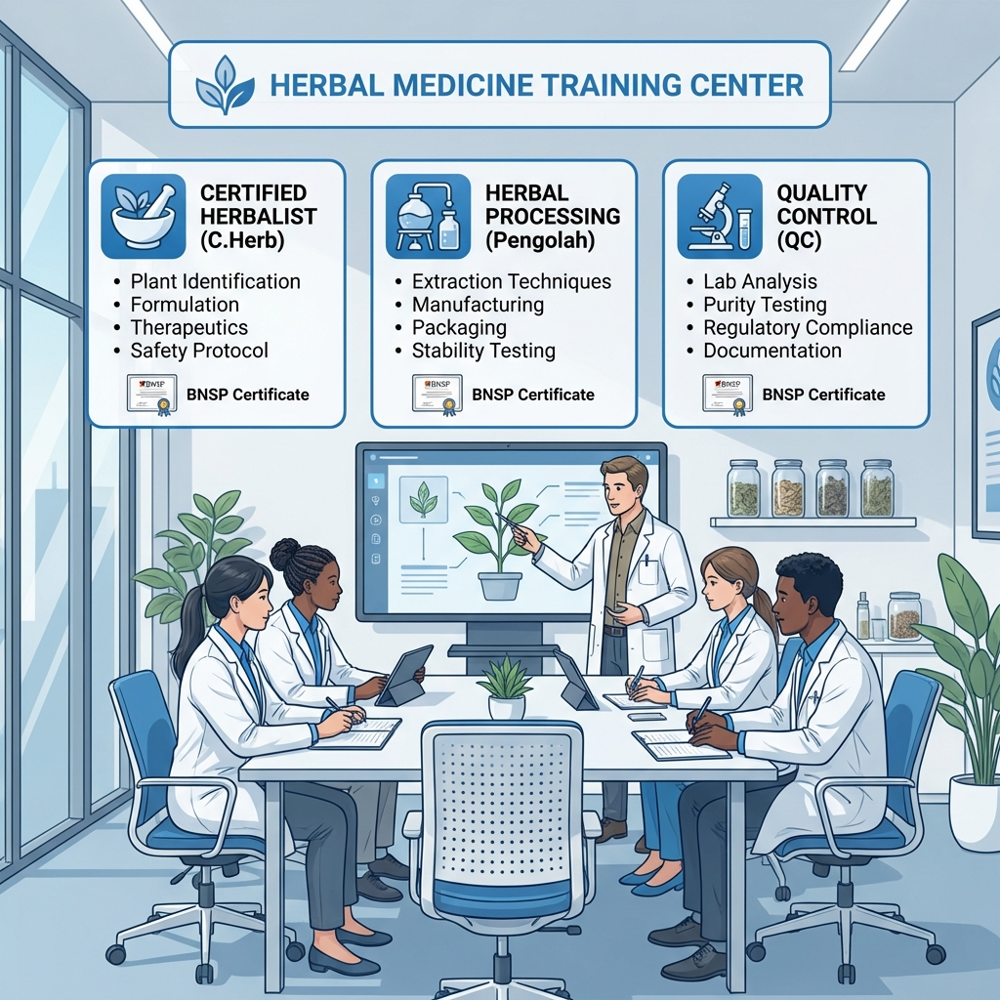 HERBAL MEDICINE TRAINING CENTER
CERTIFIED
HERBALIST
(C.Herb)
• Plant Identification
• Formulation
• Therapeutics
• Safety Protocol
BNSP Certificate
HERBAL
PROCESSING
(Pengolah)
• Extraction Techniques
• Manufacturing
• Packaging
• Stability Testing
BNSP
BNSP Certificate
QUALITY
CONTROL
(QC)
• Lab Analysis
• Purity Testing
• Regulatory Compliance
• Documentation
BNSP Certificate